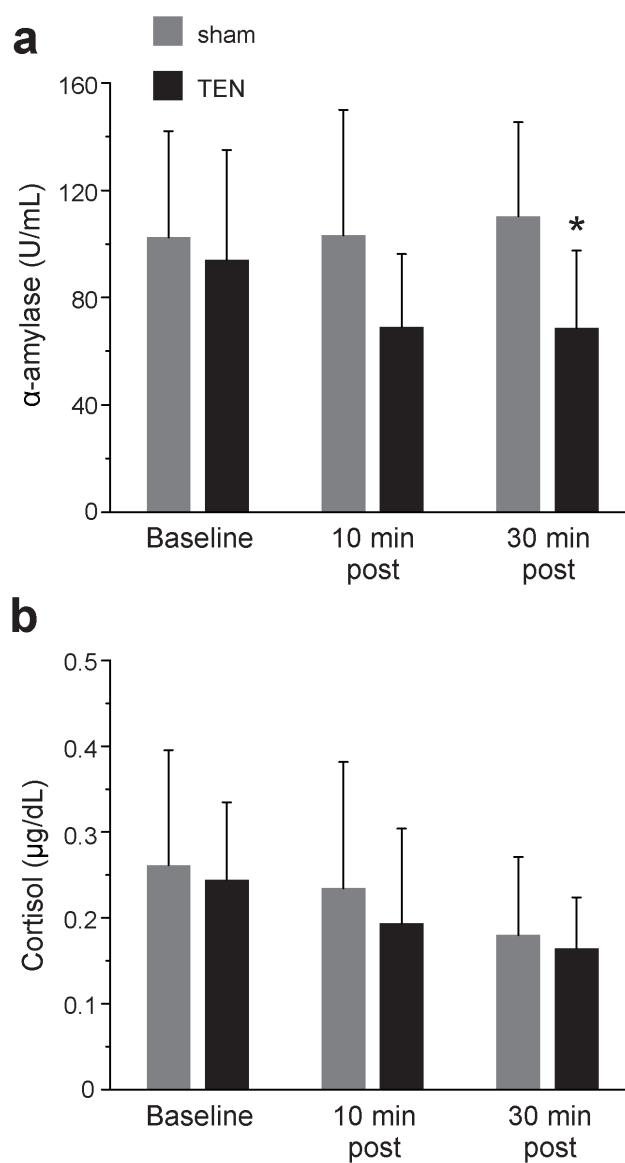 a
sham
TEN
160
120
80
40
0
α-amylase (U/mL)
*
Baseline
10 min
post
30 min
post
b
0.5
0.4
0.3
0.2
0.1
0
Cortisol (µg/dL)
Baseline
10 min
post
30 min
post